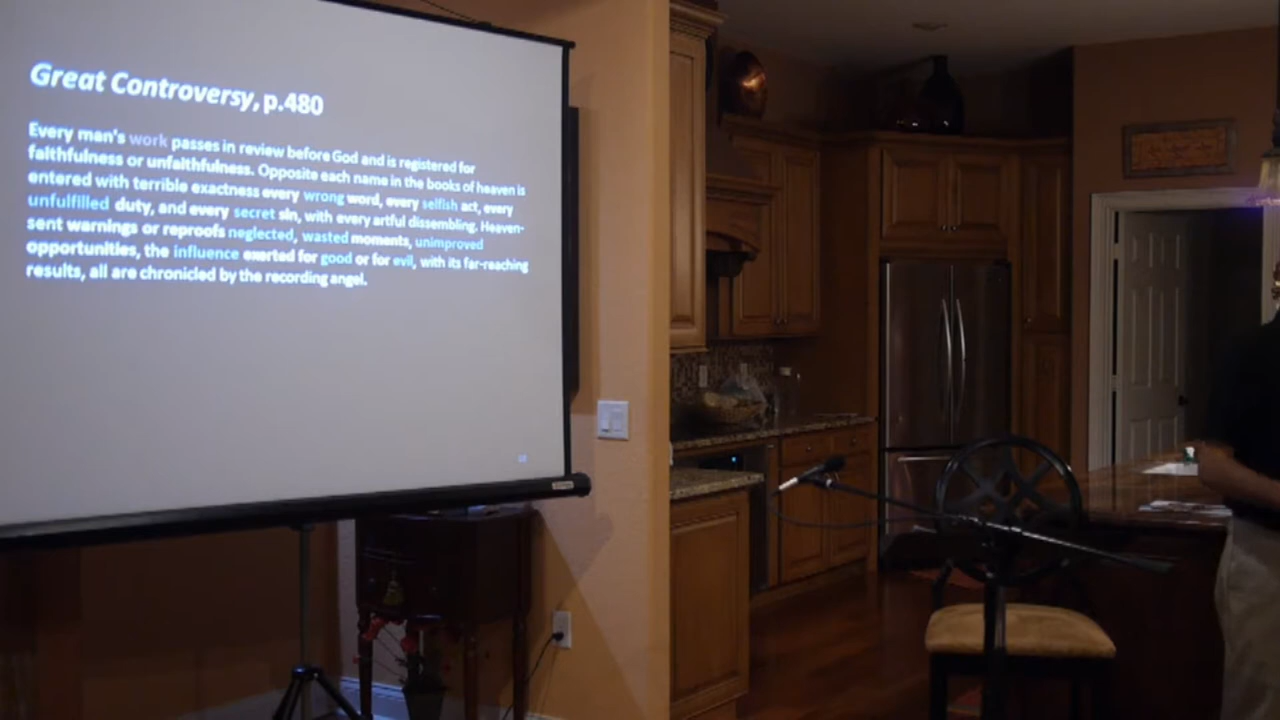 Great Controversy, p.480
Every man's work passes in review before God and is registered for
faithfulness or unfaithfulness. Opposite each name in the books of heaven is
entered with terrible exactness every wrong word, every selfish act, every
unfulfilled duty, and every secret sin, with every artful dissembling. Heaven-
sent warnings or reproofs neglected, wasted moments, unimproved
opportunities, the influence exerted for good or for evil, with its far-reaching
results, all are chronicled by the recording angel.